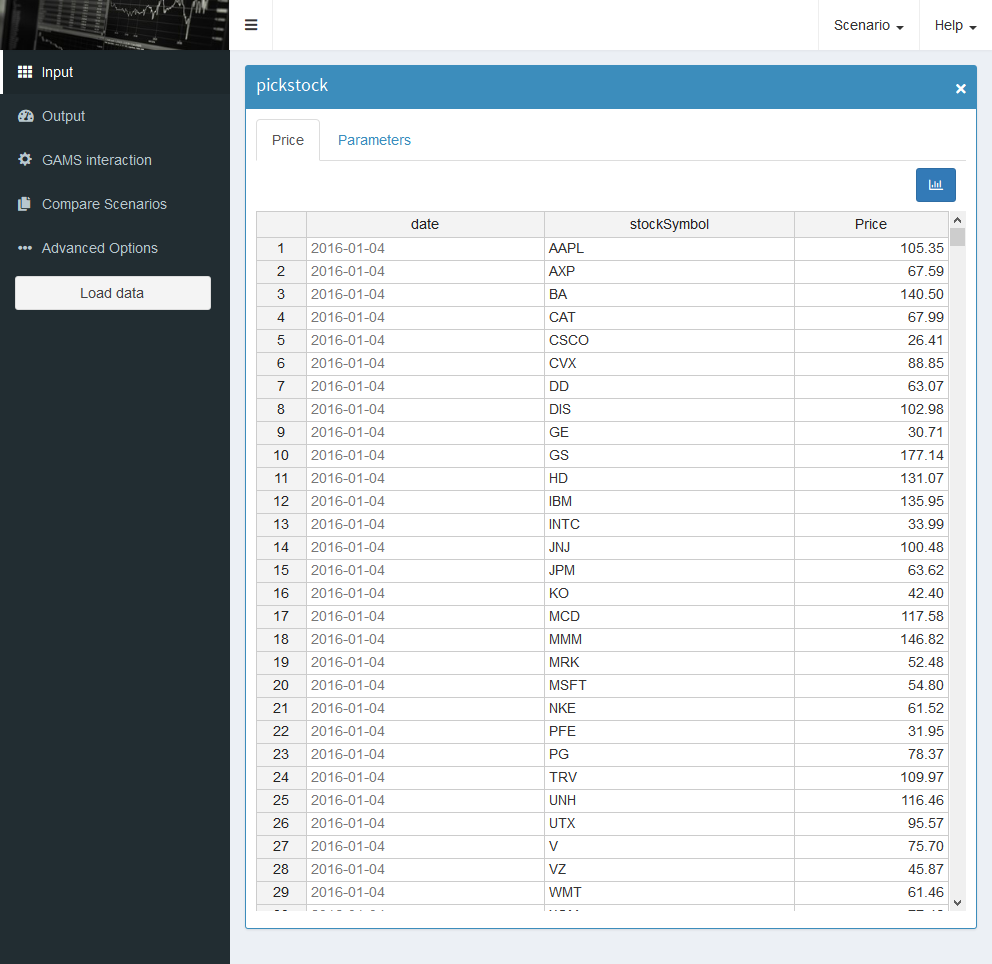 Scenario Help
Input
Output
GAMS interaction
Compare Scenarios
Advanced Options
Load data
pickstock
Price Parameters
date stockSymbol Price
1 2016-01-04 AAPL 105.35
2 2016-01-04 AXP 67.59
3 2016-01-04 BA 140.50
4 2016-01-04 CAT 67.99
5 2016-01-04 CSCO 26.41
6 2016-01-04 CVX 88.85
7 2016-01-04 DD 63.07
8 2016-01-04 DIS 102.98
9 2016-01-04 GE 30.71
10 2016-01-04 GS 177.14
11 2016-01-04 HD 131.07
12 2016-01-04 IBM 135.95
13 2016-01-04 INTC 33.99
14 2016-01-04 JNJ 100.48
15 2016-01-04 JPM 63.62
16 2016-01-04 KO 42.40
17 2016-01-04 MCD 117.58
18 2016-01-04 MMM 146.82
19 2016-01-04 MRK 52.48
20 2016-01-04 MSFT 54.80
21 2016-01-04 NKE 61.52
22 2016-01-04 PFE 31.95
23 2016-01-04 PG 78.37
24 2016-01-04 TRV 109.97
25 2016-01-04 UNH 116.46
26 2016-01-04 UTX 95.57
27 2016-01-04 V 75.70
28 2016-01-04 VZ 45.87
29 2016-01-04 WMT 61.46